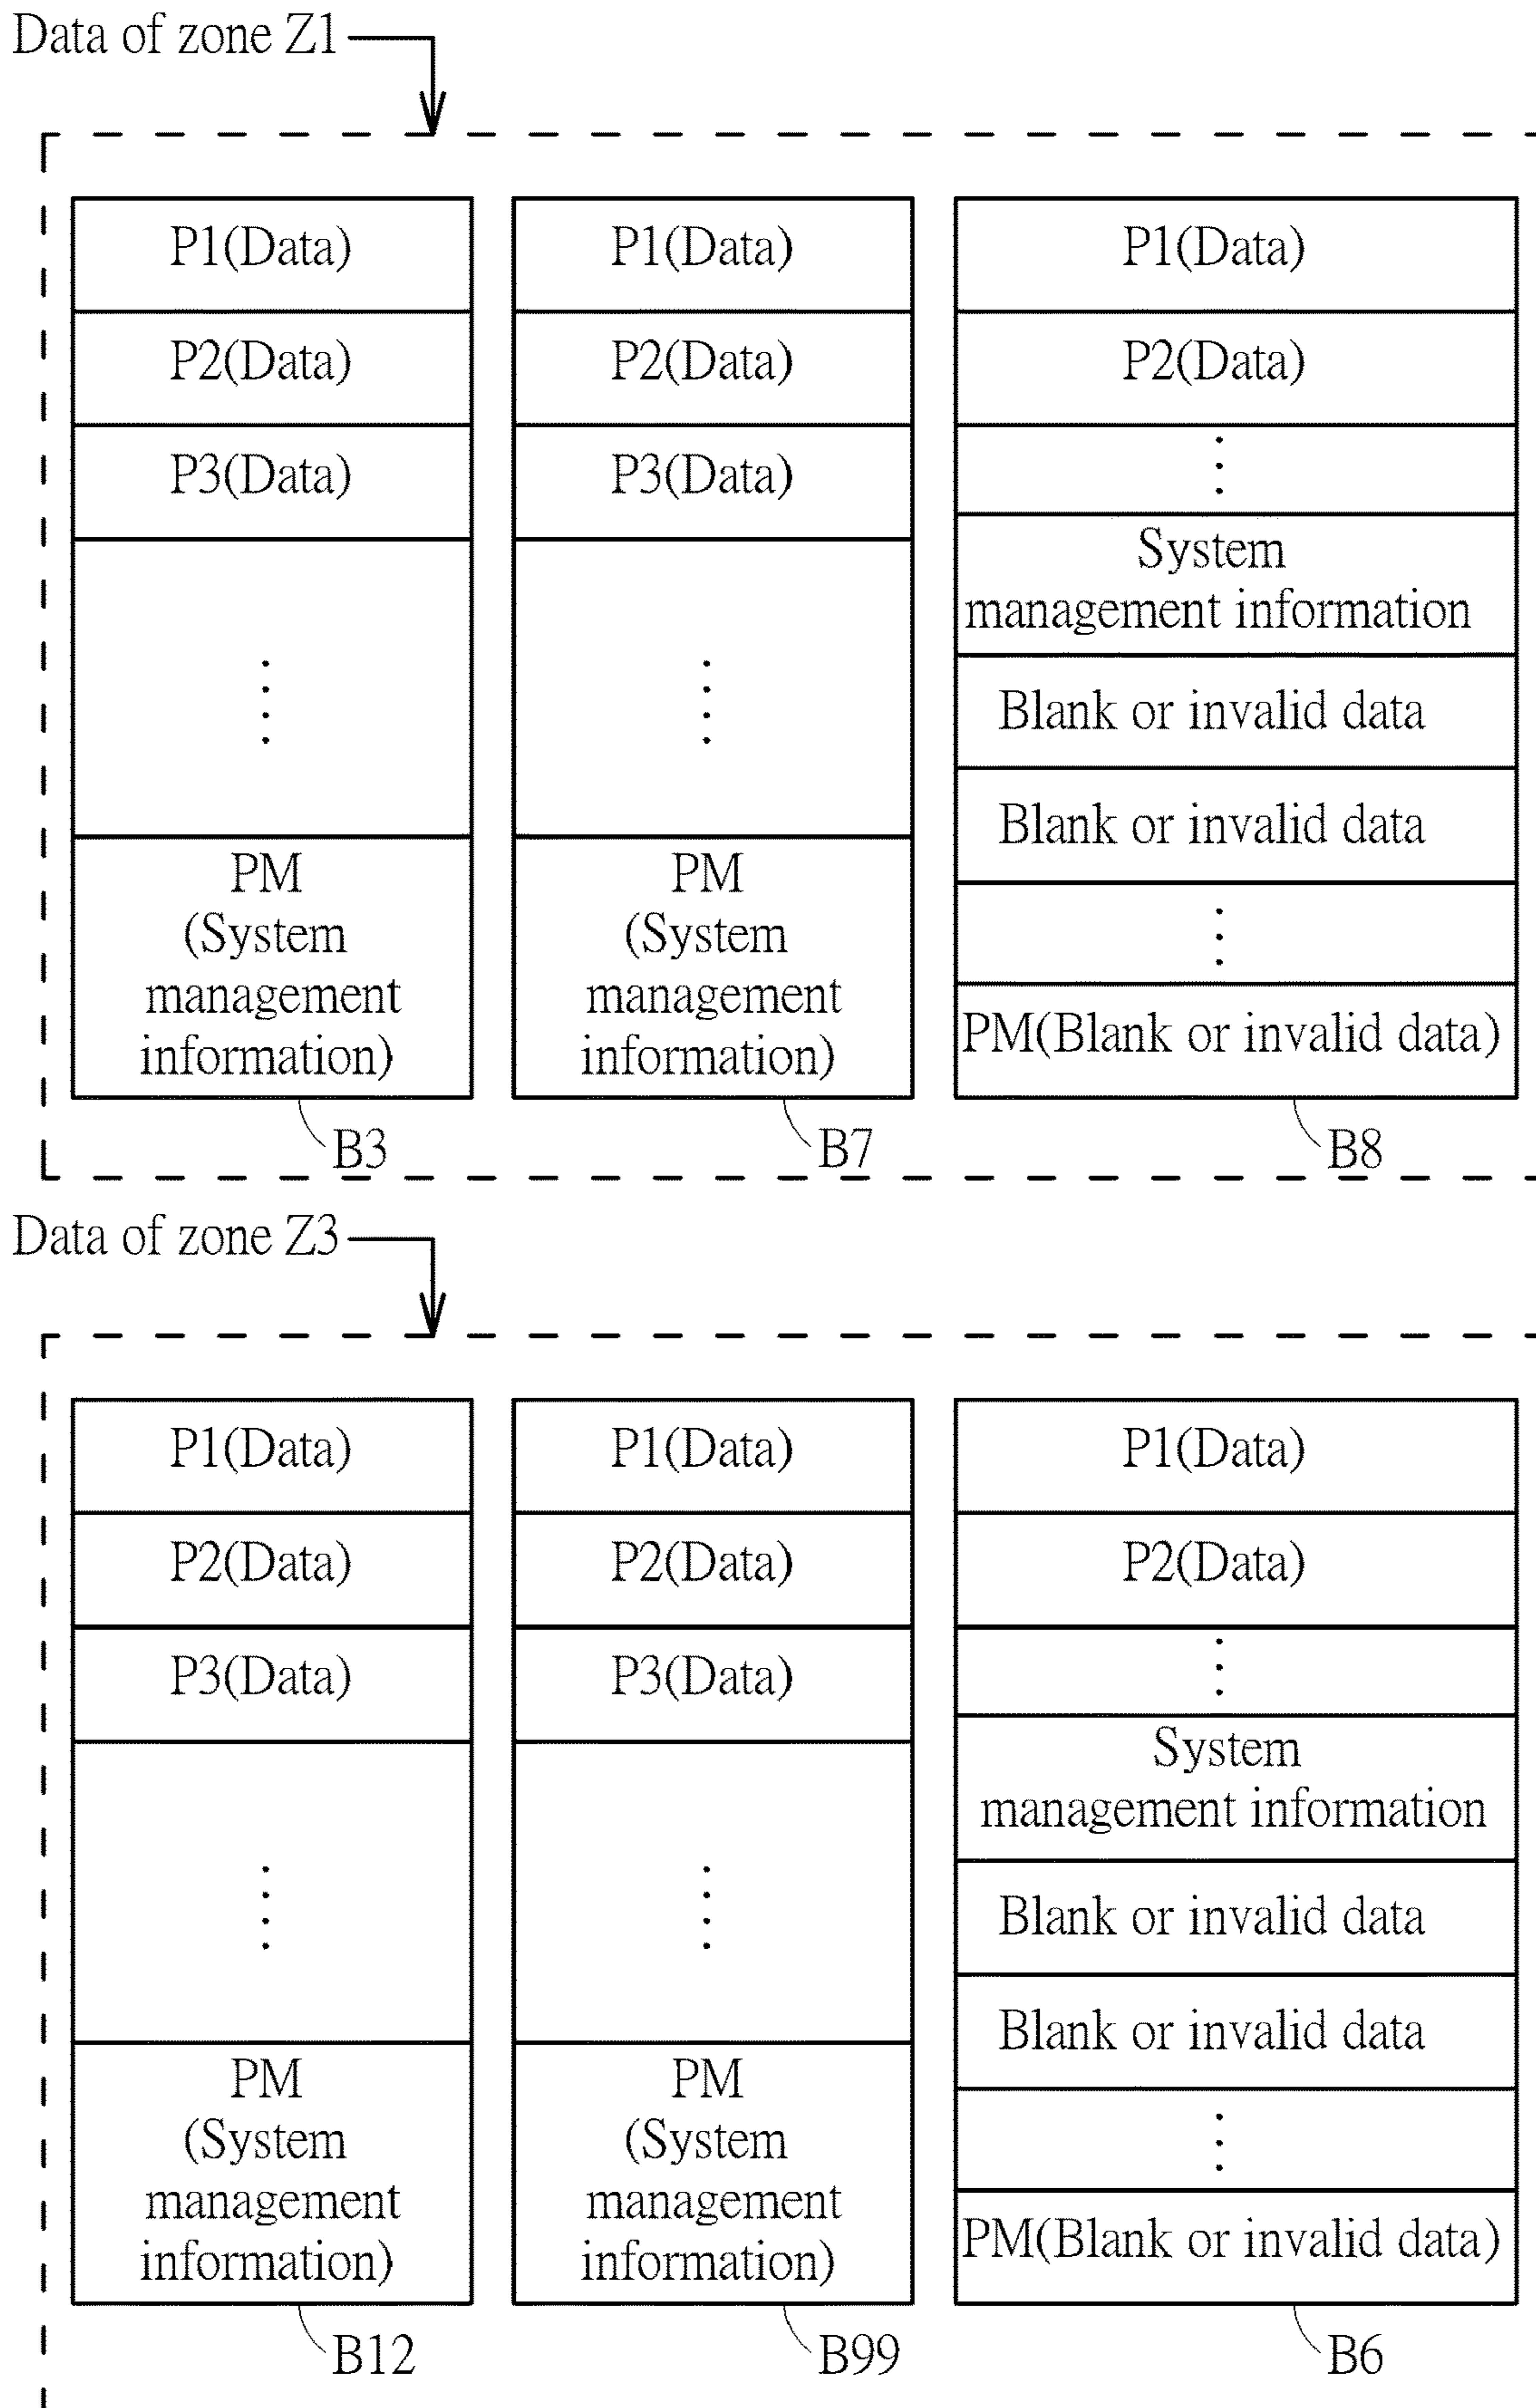 Data of zone Z1
P1(Data)
P2(Data)
P3(Data)
PM
(System
management
information)
B3
P1(Data)
P2(Data)
P3(Data)
PM
(System
management
information)
B7
P1(Data)
P2(Data)
System
management information
Blank or invalid data
Blank or invalid data
PM(Blank or invalid data)
B8
Data of zone Z3
P1(Data)
P2(Data)
P3(Data)
PM
(System
management
information)
B12
P1(Data)
P2(Data)
P3(Data)
PM
(System
management
information)
B99
P1(Data)
P2(Data)
System
management information
Blank or invalid data
Blank or invalid data
PM(Blank or invalid data)
B6